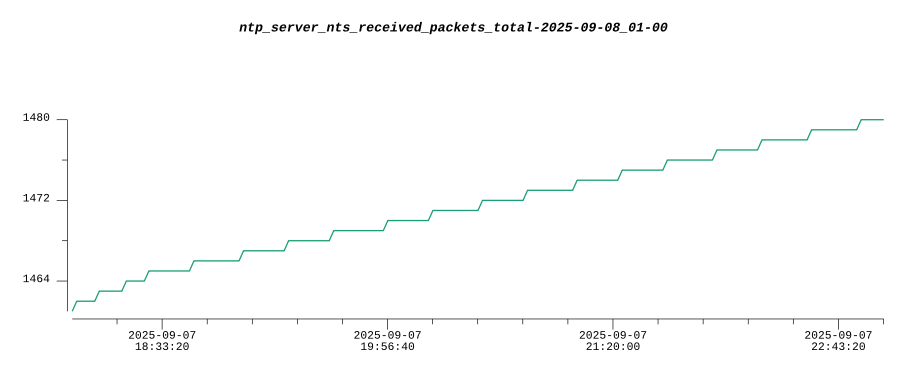 ntp_server_nts_received_packets_total-2025-09-08_01-00
1480
1472
1464
2025-09-07 2025-09-07 2025-09-07 2025-09-07
18:33:20 19:56:40 21:20:00 22:43:20